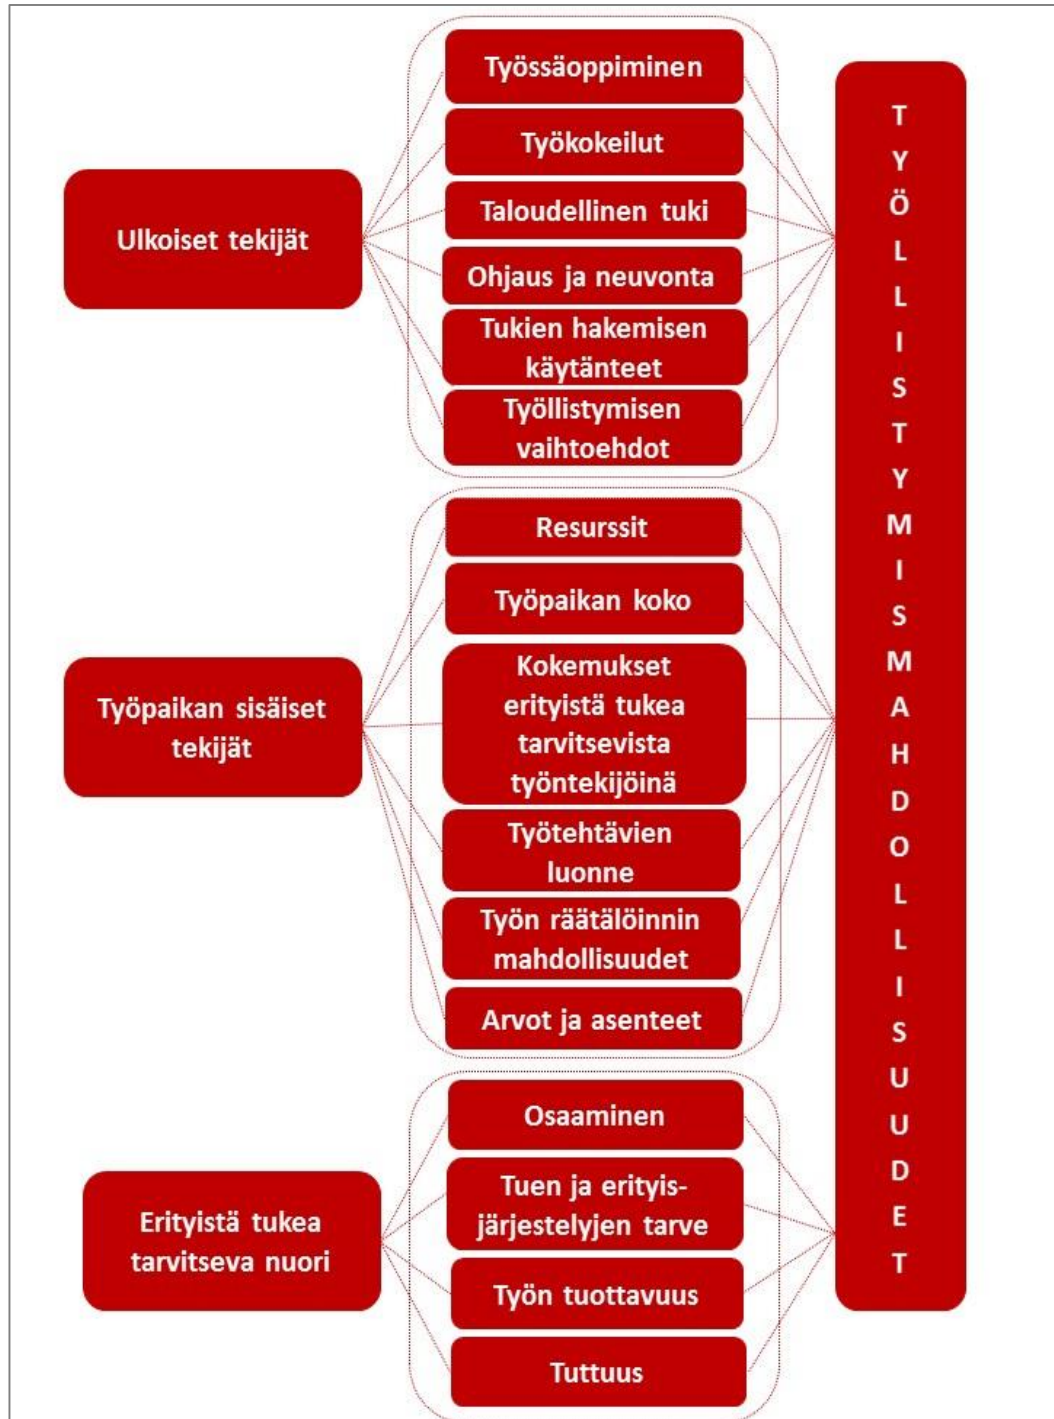 Ulkoiset tekijät
Työssäoppiminen
Työkokeilut
Taloudellinen tuki
Ohjaus ja neuvonta
Tukien hakemisen
käytänteet
Työllistymisen
vaihtoehdot
Työpaikan sisäiset
tekijät
Resurssit
Työpaikan koko
Kokemukset
erityistä tukea
tarvitsevista
työntekijöinä
Työtehtävien
luonne
Työn räätälöinnin
mahdollisuudet
Arvot ja asenteet
Erityistä tukea
tarvitseva nuori
Osaaminen
Tuen ja erityis-
järjestelyjen tarve
Työn tuottavuus
Tuttuus
TYÖLLISTYMISMAHDOLLISUUDET